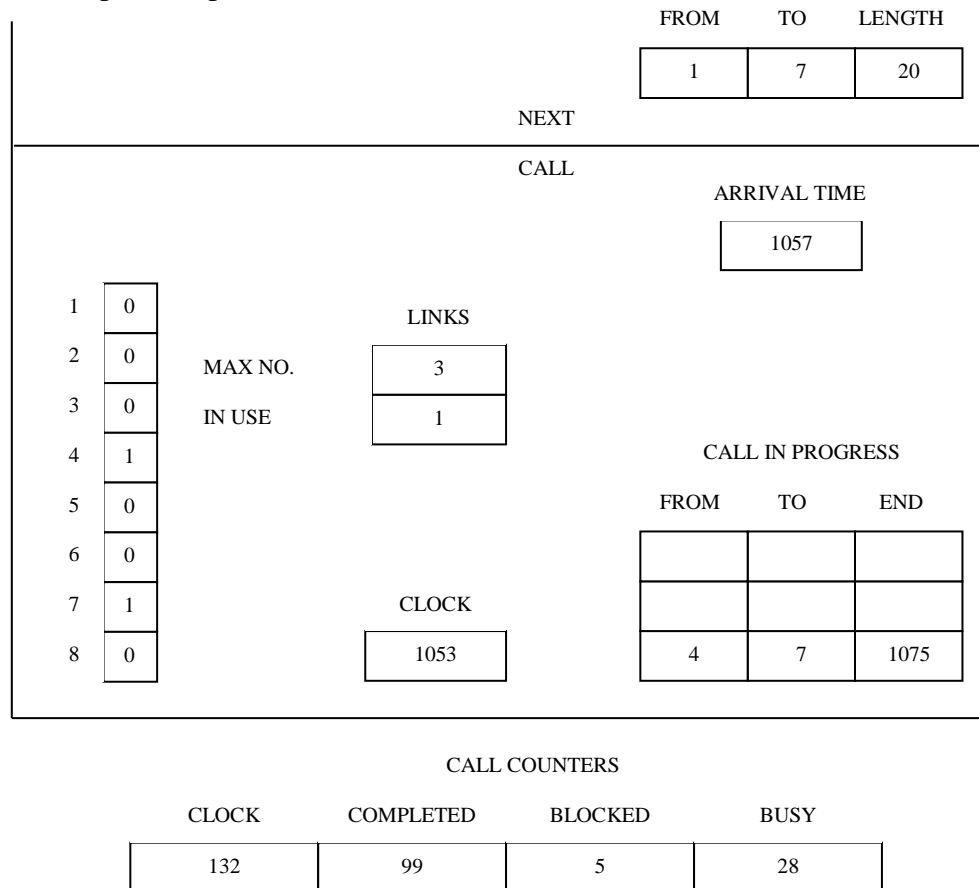 FROM TO LENGTH
1 7 20
NEXT
CALL
ARRIVAL TIME
1057
1 0
LINKS
2 0
MAX NO. 3
3 0
IN USE 1
4 1
CALL IN PROGRESS
5 0
FROM TO END
6 0
7 1
CLOCK
8 0
1053
4 7 1075
CALL COUNTERS
CLOCK COMPLETED BLOCKED BUSY
132 99 5 28